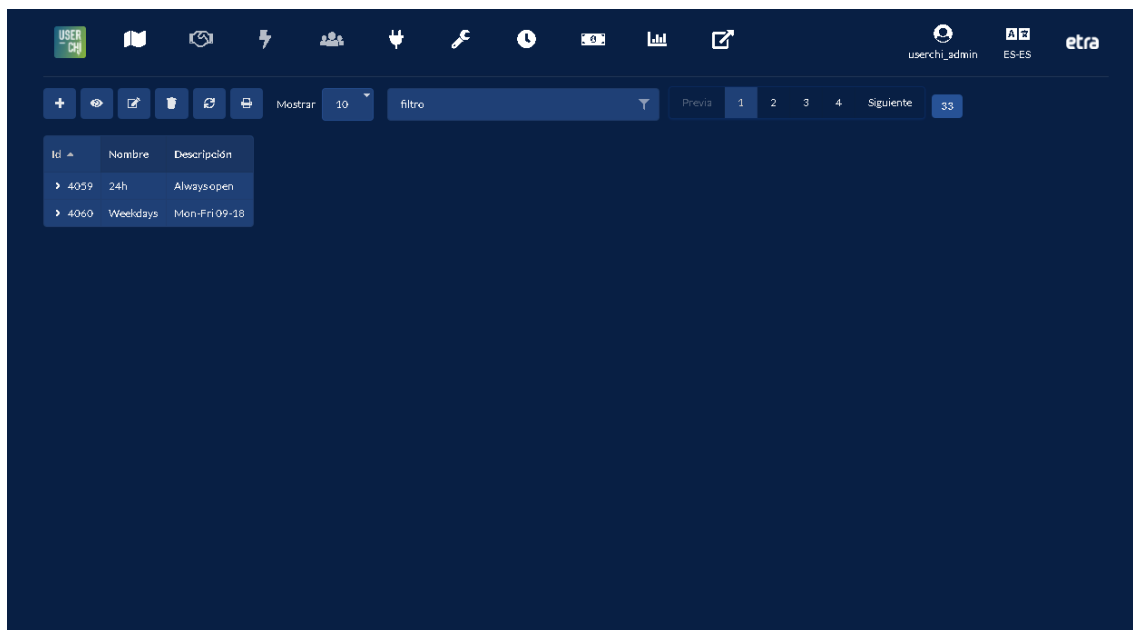 USER
CHI
userchi_admin
ES-ES
etra
Mostrar 10 filtro Previa 1 2 3 4 Siguiente 33
Id Nombre Descripción
4059 24h Always open
4060 Weekdays Mon-Fri 09-18